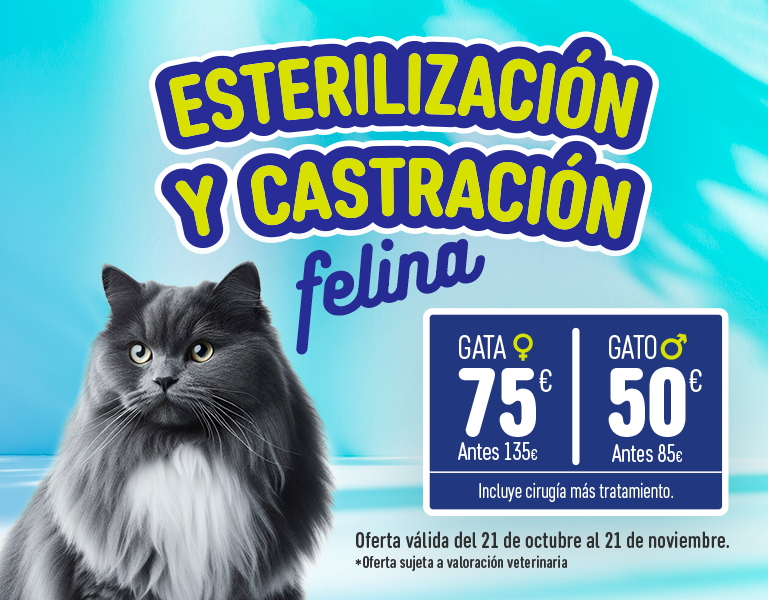 ESTERILIZACIÓN
Y CASTRACIÓN
felina
GATA ♀
75€
Antes 135€
GATO ♂
50€
Antes 85€
Incluye cirugía más tratamiento.
Oferta válida del 21 de octubre al 21 de noviembre.
*Oferta sujeta a valoración veterinaria